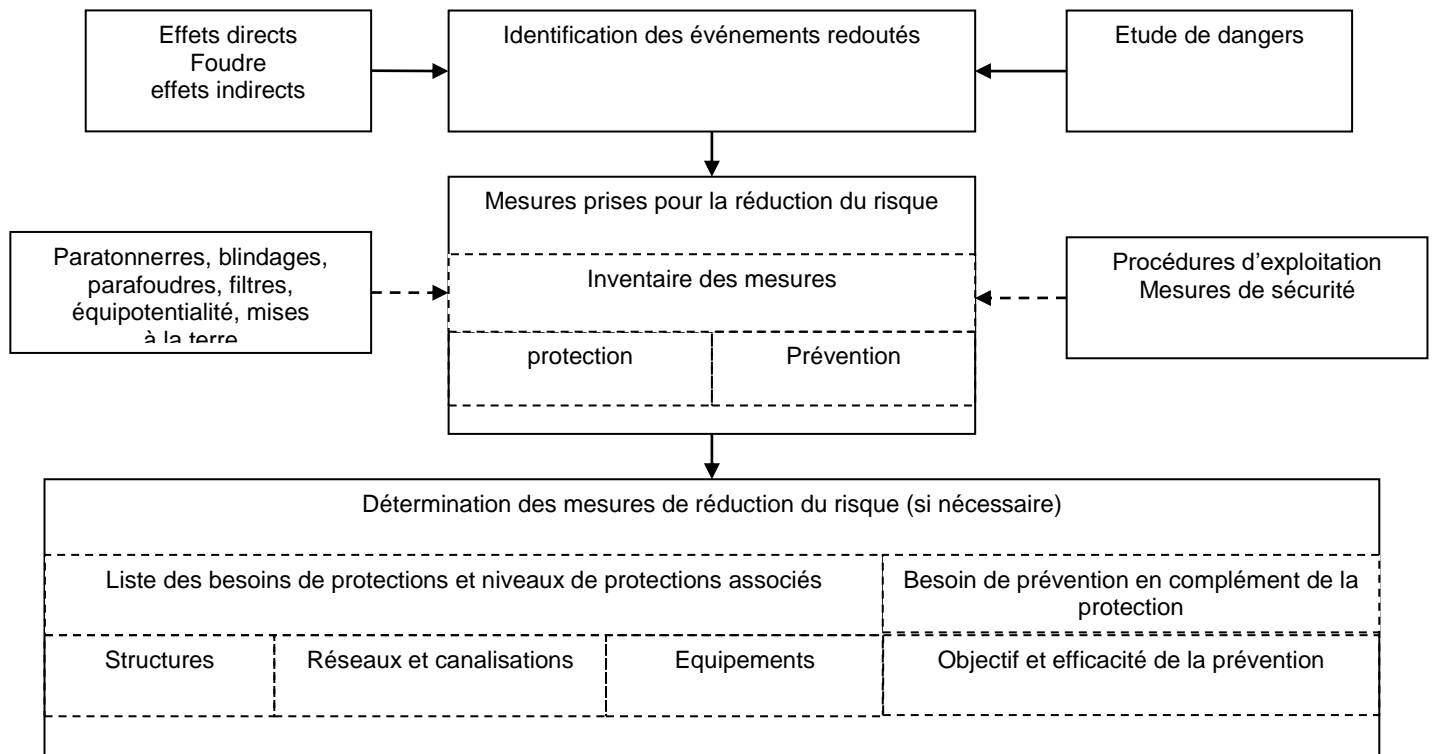 Effets directs
Foudre
effets indirects
Identification des événements redoutés
Etude de dangers
Mesures prises pour la réduction du risque
Paratonnerres, blindages,
parafoudres, filtres,
équipotentialité, mises
à la terre
Inventaire des mesures
Procédures d’exploitation
Mesures de sécurité
protection
Prévention
Détermination des mesures de réduction du risque (si nécessaire)
Liste des besoins de protections et niveaux de protections associés
Besoin de prévention en complément de la
protection
Structures
Réseaux et canalisations
Equipements
Objectif et efficacité de la prévention